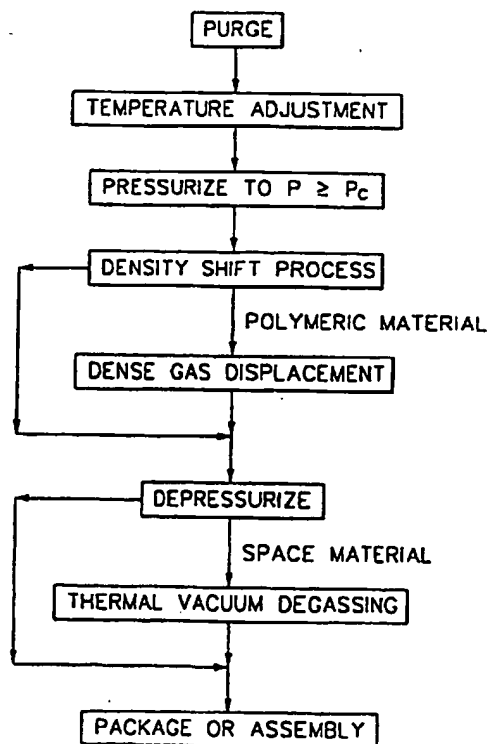 PURGE
TEMPERATURE ADJUSTMENT
PRESSURIZE TO P ≥ Pc
DENSITY SHIFT PROCESS
POLYMERIC MATERIAL
DENSE GAS DISPLACEMENT
DEPRESSURIZE
SPACE MATERIAL
THERMAL VACUUM DEGASSING
PACKAGE OR ASSEMBLY